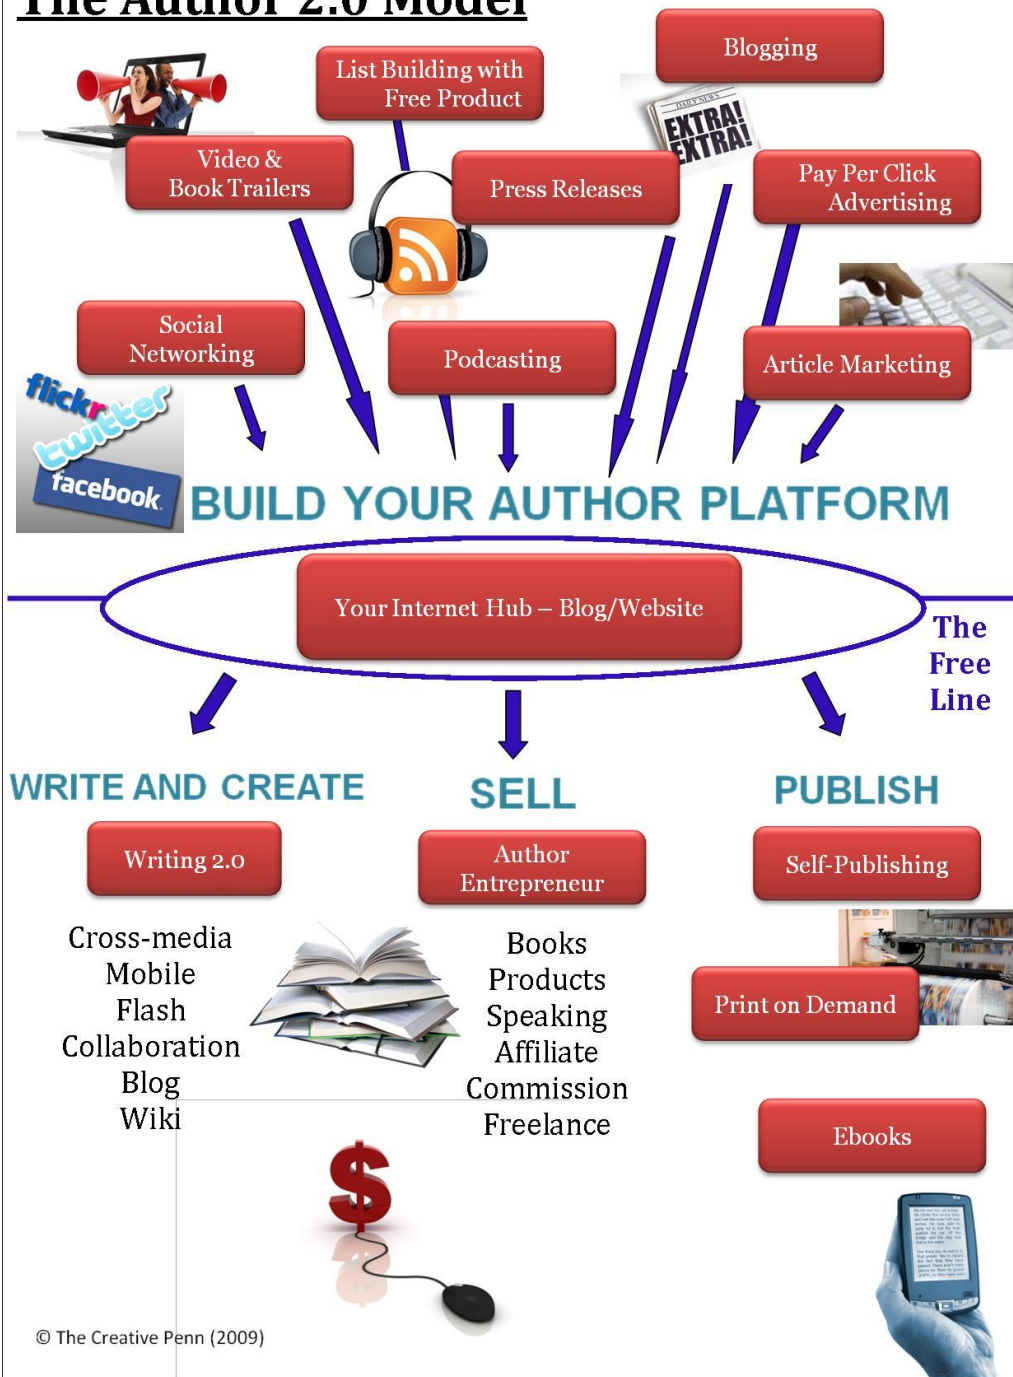 The Author 2.0 Model
Blogging
List Building with
Free Product
DAILY NEWS
EXTRA!
EXTRA!
Video &
Book Trailers
Press Releases
Pay Per Click
Advertising
Social
Networking
Podcasting
Article Marketing
flickr
twitter
facebook
BUILD YOUR AUTHOR PLATFORM
Your Internet Hub – Blog/Website
The
Free
Line
WRITE AND CREATE
SELL
PUBLISH
Writing 2.0
Author
Entrepreneur
Self-Publishing
Cross-media
Mobile
Flash
Collaboration
Blog
Wiki
Books
Products
Speaking
Affiliate
Commission
Freelance
Print on Demand
Ebooks
$
© The Creative Penn (2009)